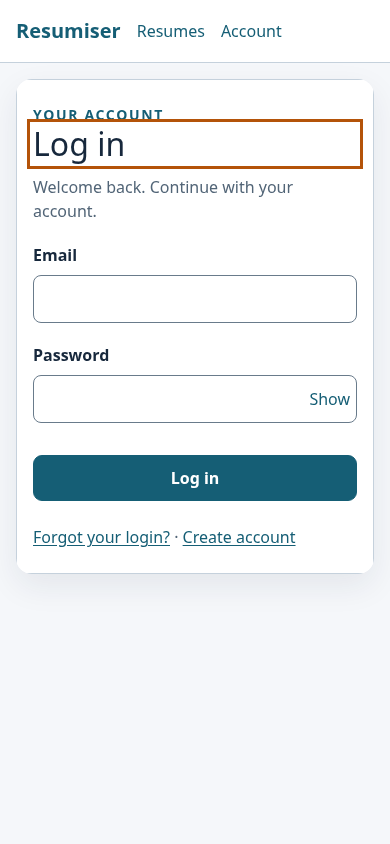 Resumiser Resumes Account
YOUR ACCOUNT
Log in
Welcome back. Continue with your
account.
Email
Password
Show
Log in
Forgot your login? · Create account